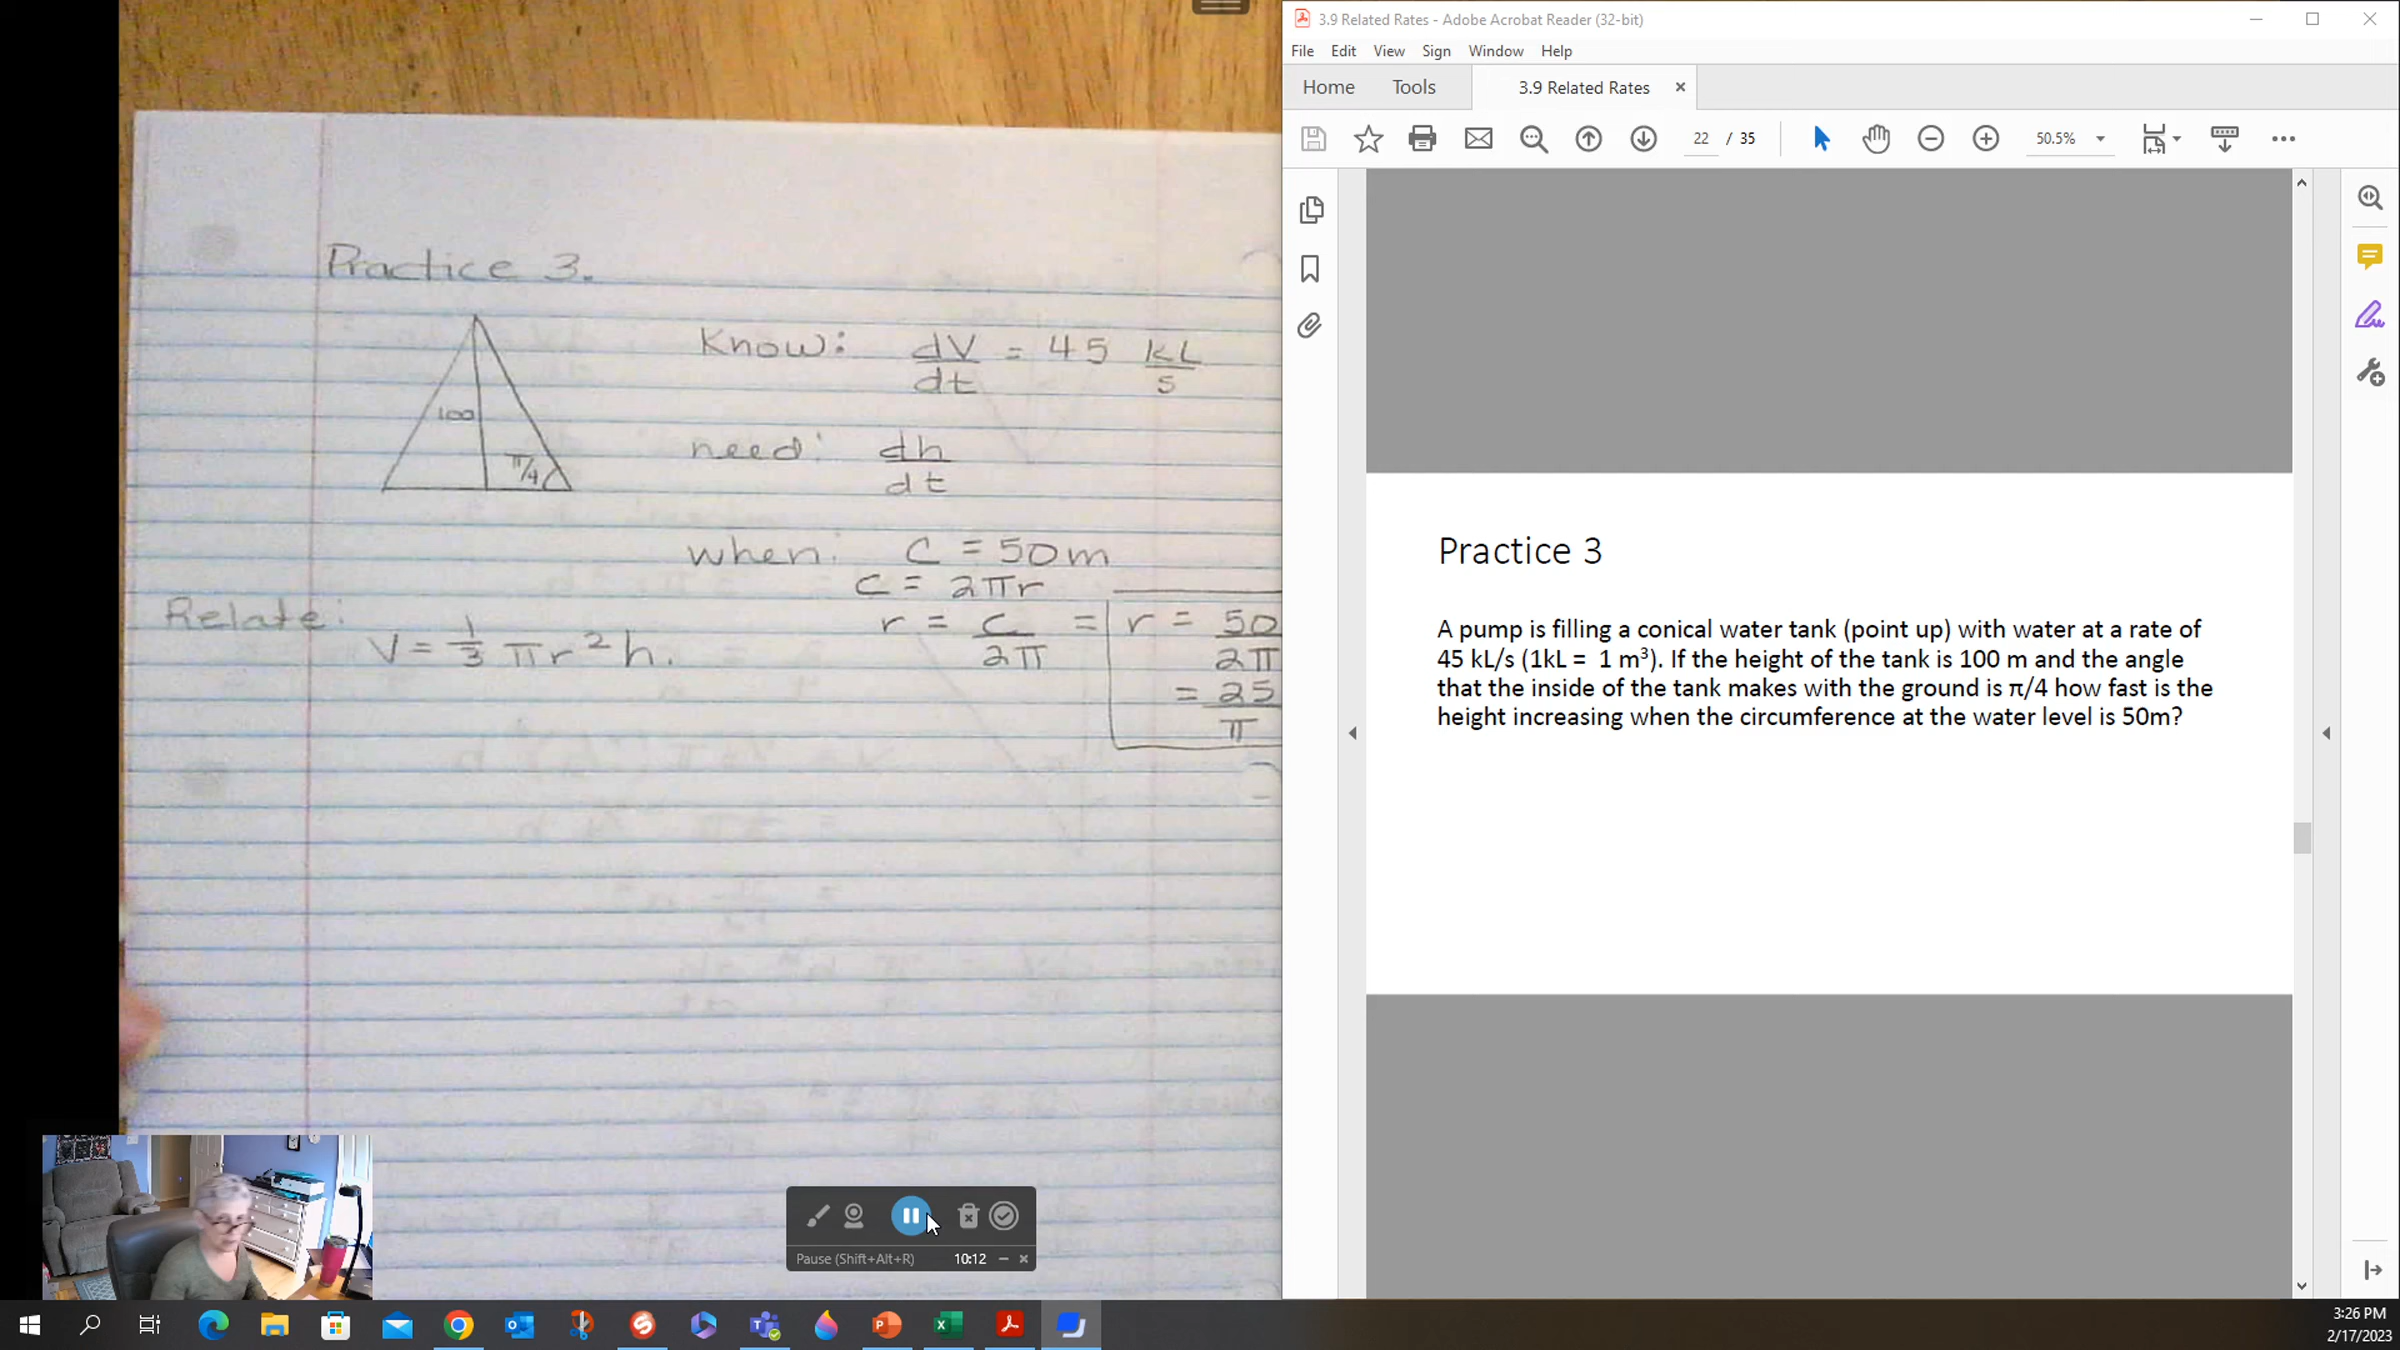 3.9 Related Rates - Adobe Acrobat Reader (32-bit)
File Edit View Sign Window Help
Home Tools 3.9 Related Rates ×
22 / 35 50.5%
Practice 3.
100
π/4
Know: dV/dt = 45 kL/s
need: dh/dt
when: C = 50m
C = 2πr
r = C/2π = r = 50/2π
= 25/π
Relate:
V = 1/3 πr²h.
Practice 3
A pump is filling a conical water tank (point up) with water at a rate of
45 kL/s (1kL = 1 m³). If the height of the tank is 100 m and the angle
that the inside of the tank makes with the ground is π/4 how fast is the
height increasing when the circumference at the water level is 50m?
Pause (Shift+Alt+R) 10:12
3:26 PM
2/17/2023